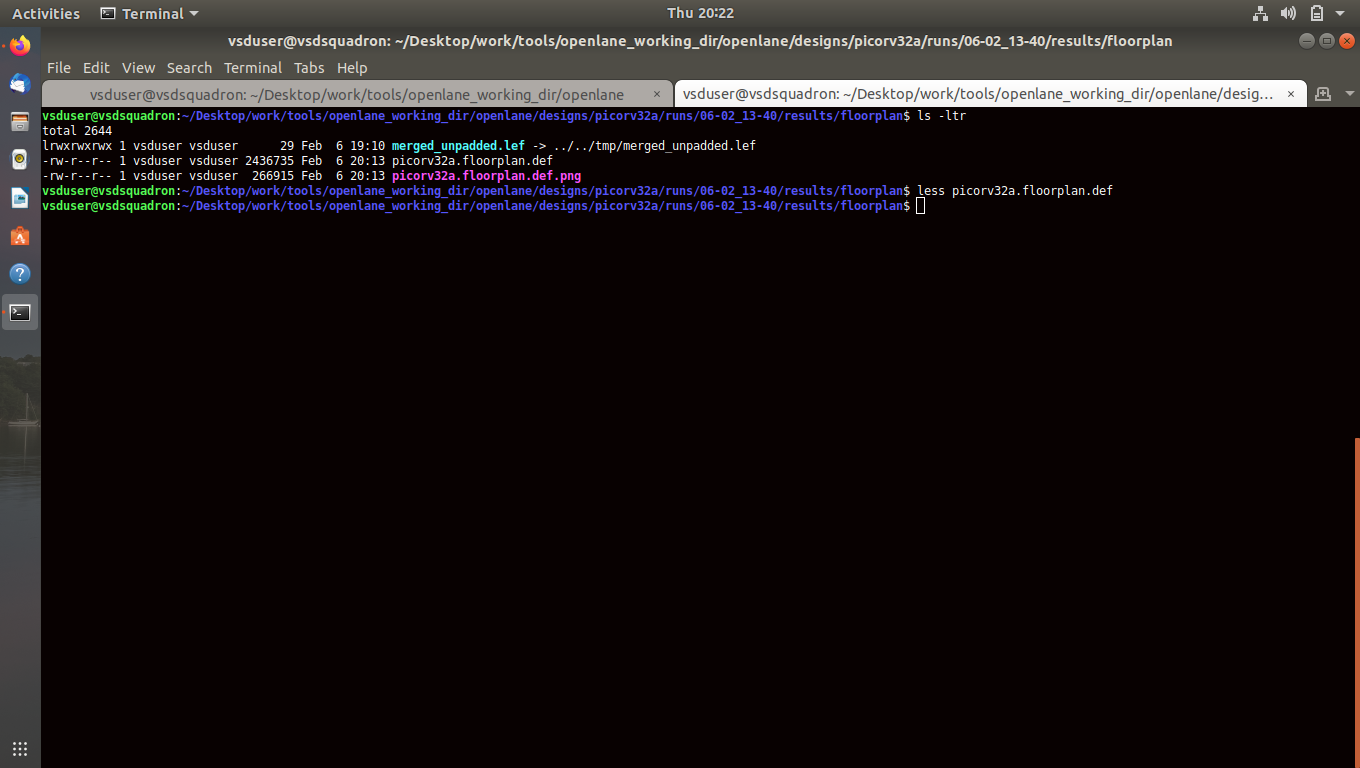 Activities Terminal Thu 20:22
vsduser@vsdsquadron: ~/Desktop/work/tools/openlane_working_dir/openlane/designs/picorv32a/runs/06-02_13-40/results/floorplan
File Edit View Search Terminal Tabs Help
vsduser@vsdsquadron: ~/Desktop/work/tools/openlane_working_dir/openlane × vsduser@vsdsquadron: ~/Desktop/work/tools/openlane_working_dir/openlane/desig... ×
vsduser@vsdsquadron:~/Desktop/work/tools/openlane_working_dir/openlane/designs/picorv32a/runs/06-02_13-40/results/floorplan$ ls -ltr
total 2644
lrwxrwxrwx 1 vsduser vsduser      29 Feb  6 19:10 merged_unpadded.lef -> ../../tmp/merged_unpadded.lef
-rw-r--r-- 1 vsduser vsduser 2436735 Feb  6 20:13 picorv32a.floorplan.def
-rw-r--r-- 1 vsduser vsduser  266915 Feb  6 20:13 picorv32a.floorplan.def.png
vsduser@vsdsquadron:~/Desktop/work/tools/openlane_working_dir/openlane/designs/picorv32a/runs/06-02_13-40/results/floorplan$ less picorv32a.floorplan.def
vsduser@vsdsquadron:~/Desktop/work/tools/openlane_working_dir/openlane/designs/picorv32a/runs/06-02_13-40/results/floorplan$